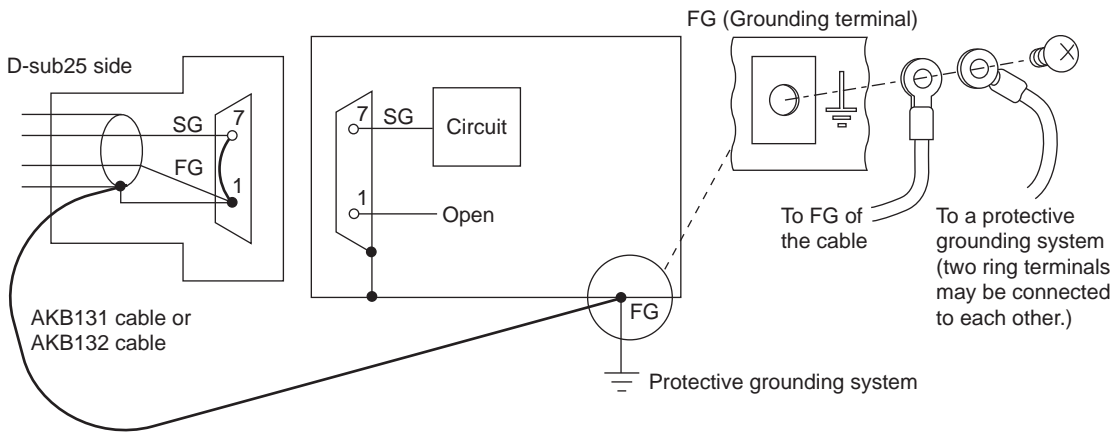 FG (Grounding terminal)
D-sub25 side
SG
7
FG
1
7
SG
Circuit
1
Open
To FG of
the cable
To a protective
grounding system
(two ring terminals
may be connected
to each other.)
AKB131 cable or
AKB132 cable
FG
Protective grounding system